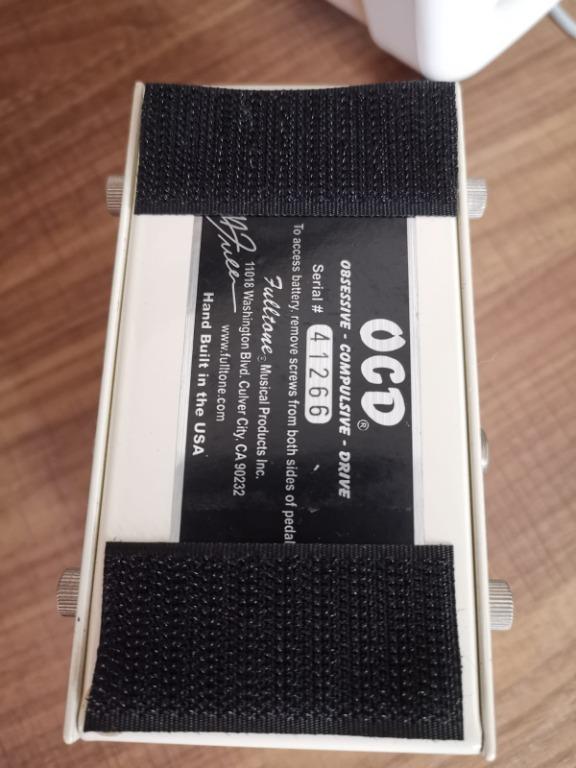 OCD®
OBSESSIVE - COMPULSIVE - DRIVE
Serial # 41266
To access battery, remove screws from both sides of pedal
Fulltone® Musical Products Inc.
11018 Washington Blvd. Culver City, CA 90232
www.fulltone.com
Hand Built in the USA